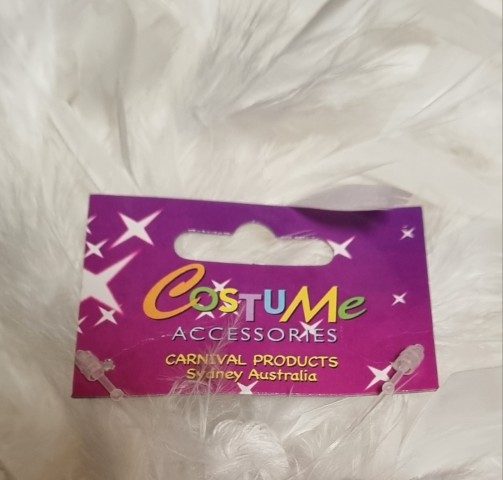 CosTUMe
ACCESSORIES
CARNIVAL PRODUCTS
Sydney Australia